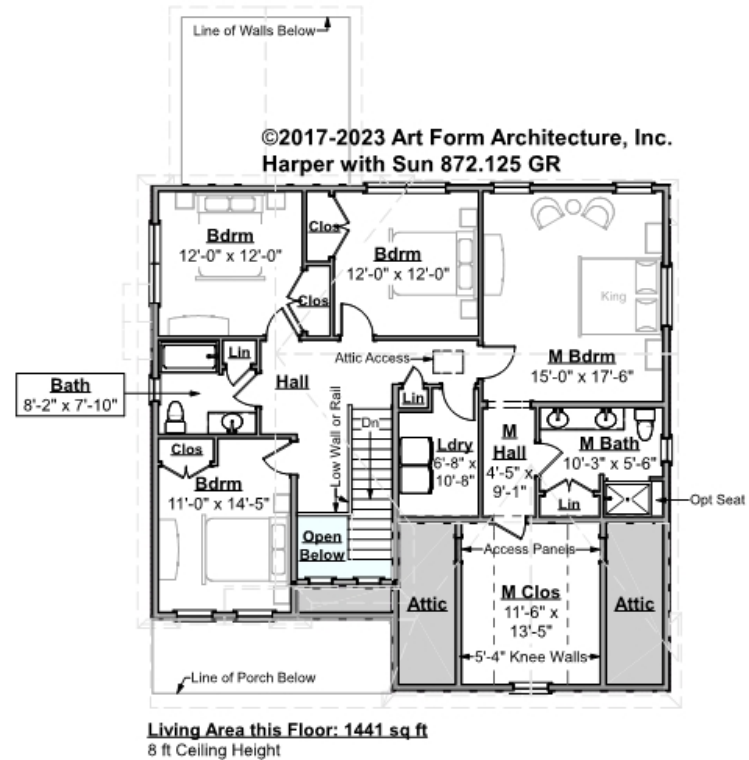 Line of Walls Below
©2017-2023 Art Form Architecture, Inc.
Harper with Sun 872.125 GR
Bdrm
12'-0" x 12'-0"
Clos
Bdrm
12'-0" x 12'-0"
Clos
King
M Bdrm
15'-0" x 17'-6"
Attic Access
Lin
Hall
Bath
8'-2" x 7'-10"
Lin
Low Wall or Rail
Dn
Ldry
6'-8" x
10'-8"
M
Hall
4'-5" x
9'-1"
M Bath
10'-3" x 5'-6"
Lin
Opt Seat
Clos
Bdrm
11'-0" x 14'-5"
Open
Below
Access Panels
M Clos
11'-6" x
13'-5"
Attic
Attic
5'-4" Knee Walls
Line of Porch Below
Living Area this Floor: 1441 sq ft
8 ft Ceiling Height